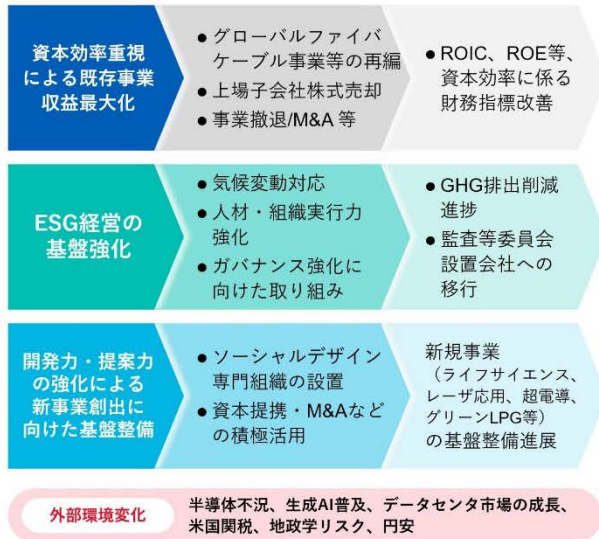 資本効率重視
による既存事業
収益最大化
● グローバルファイバ
ケーブル事業等の再編
● 上場子会社株式売却
● 事業撤退/M&A 等
● ROIC、ROE等、
資本効率に係る
財務指標改善
ESG経営の
基盤強化
● 気候変動対応
● 人材・組織実行力
強化
● ガバナンス強化に
向けた取り組み
● GHG排出削減
進捗
● 監査等委員会
設置会社への
移行
開発力・提案力
の強化による
新事業創出に
向けた基盤整備
● ソーシャルデザイン
専門組織の設置
● 資本提携・M&Aなど
の積極活用
新規事業
（ライフサイエンス、
レーザ応用、超電導、
グリーンLPG等）
の基盤整備進展
外部環境変化
半導体不況、生成AI普及、データセンタ市場の成長、
米国関税、地政学リスク、円安